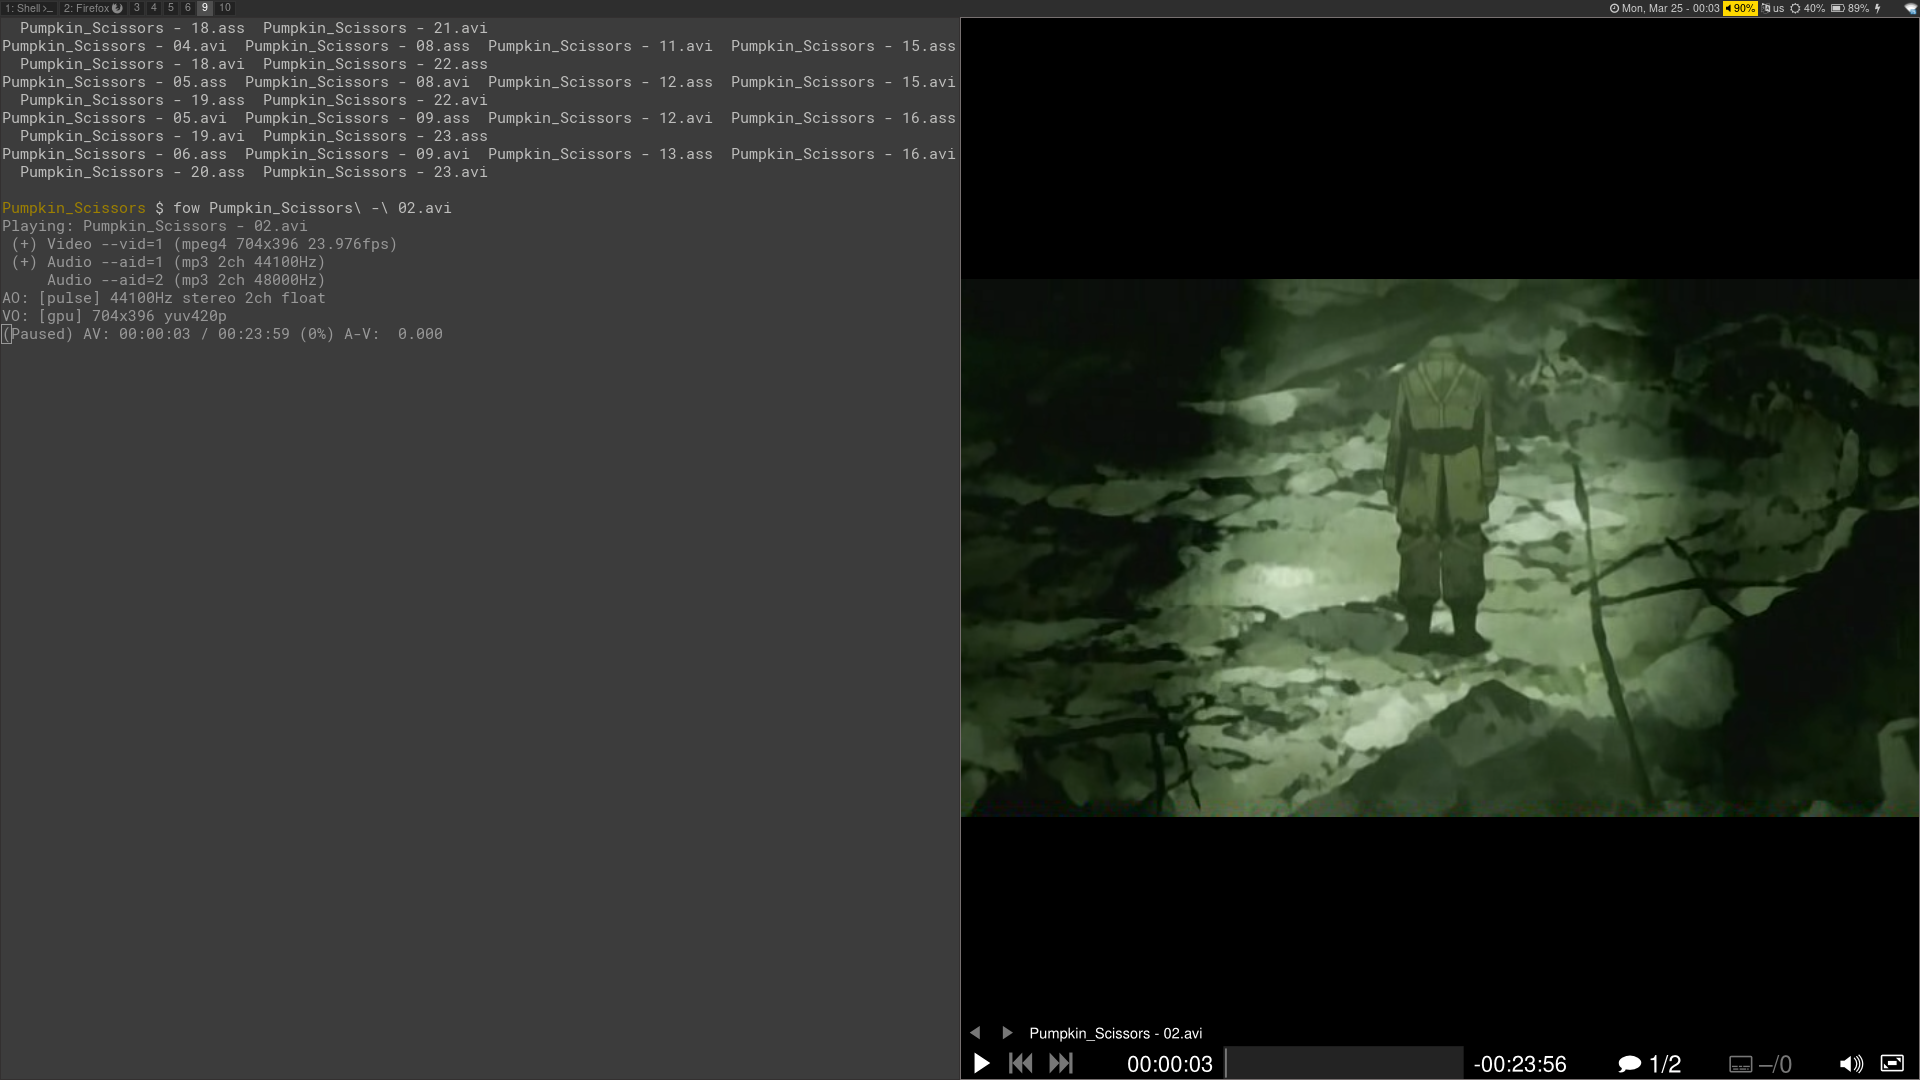 1: Shell >_ 2: Firefox 3 4 5 6 9 10
Mon, Mar 25 - 00:03 90% us 40% 89%
Pumpkin_Scissors - 18.ass  Pumpkin_Scissors - 21.avi
Pumpkin_Scissors - 04.avi  Pumpkin_Scissors - 08.ass  Pumpkin_Scissors - 11.avi  Pumpkin_Scissors - 15.ass
Pumpkin_Scissors - 18.avi  Pumpkin_Scissors - 22.ass
Pumpkin_Scissors - 05.ass  Pumpkin_Scissors - 08.avi  Pumpkin_Scissors - 12.ass  Pumpkin_Scissors - 15.avi
Pumpkin_Scissors - 19.ass  Pumpkin_Scissors - 22.avi
Pumpkin_Scissors - 05.avi  Pumpkin_Scissors - 09.ass  Pumpkin_Scissors - 12.avi  Pumpkin_Scissors - 16.ass
Pumpkin_Scissors - 19.avi  Pumpkin_Scissors - 23.ass
Pumpkin_Scissors - 06.ass  Pumpkin_Scissors - 09.avi  Pumpkin_Scissors - 13.ass  Pumpkin_Scissors - 16.avi
Pumpkin_Scissors - 20.ass  Pumpkin_Scissors - 23.avi
Pumpkin_Scissors $ fow Pumpkin_Scissors\ -\ 02.avi
Playing: Pumpkin_Scissors - 02.avi
(+) Video --vid=1 (mpeg4 704x396 23.976fps)
(+) Audio --aid=1 (mp3 2ch 44100Hz)
Audio --aid=2 (mp3 2ch 48000Hz)
AO: [pulse] 44100Hz stereo 2ch float
VO: [gpu] 704x396 yuv420p
(Paused) AV: 00:00:03 / 00:23:59 (0%) A-V:  0.000
Pumpkin_Scissors - 02.avi
00:00:03 -00:23:56 1/2 –/0